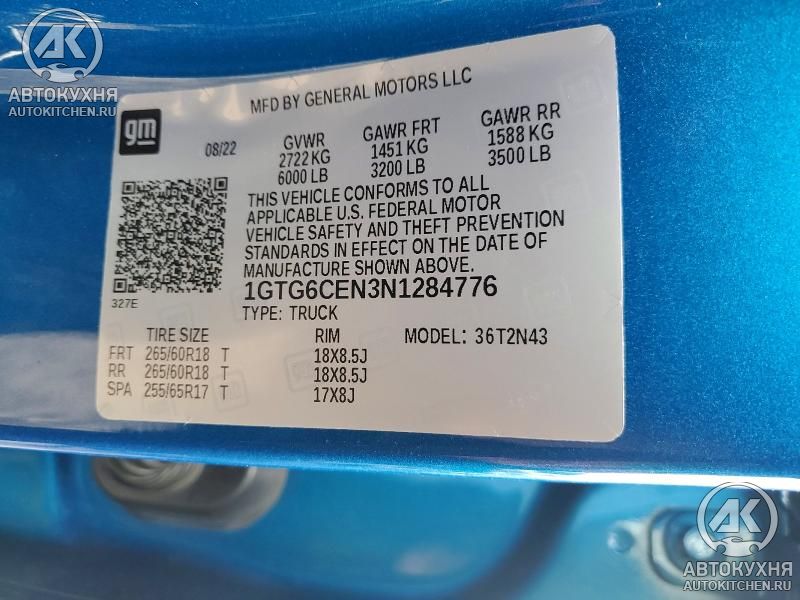 AK
АВТОКУХНЯ
AUTOKITCHEN.RU
MFD BY GENERAL MOTORS LLC
gm
08/22
GVWR
2722 KG
6000 LB
GAWR FRT
1451 KG
3200 LB
GAWR RR
1588 KG
3500 LB
THIS VEHICLE CONFORMS TO ALL
APPLICABLE U.S. FEDERAL MOTOR
VEHICLE SAFETY AND THEFT PREVENTION
STANDARDS IN EFFECT ON THE DATE OF
MANUFACTURE SHOWN ABOVE.
327E
1GTG6CEN3N1284776
TYPE: TRUCK
TIRE SIZE RIM MODEL: 36T2N43
FRT 265/60R18 T 18X8.5J
RR 265/60R18 T 18X8.5J
SPA 255/65R17 T 17X8J
AK
АВТОКУХНЯ
AUTOKITCHEN.RU